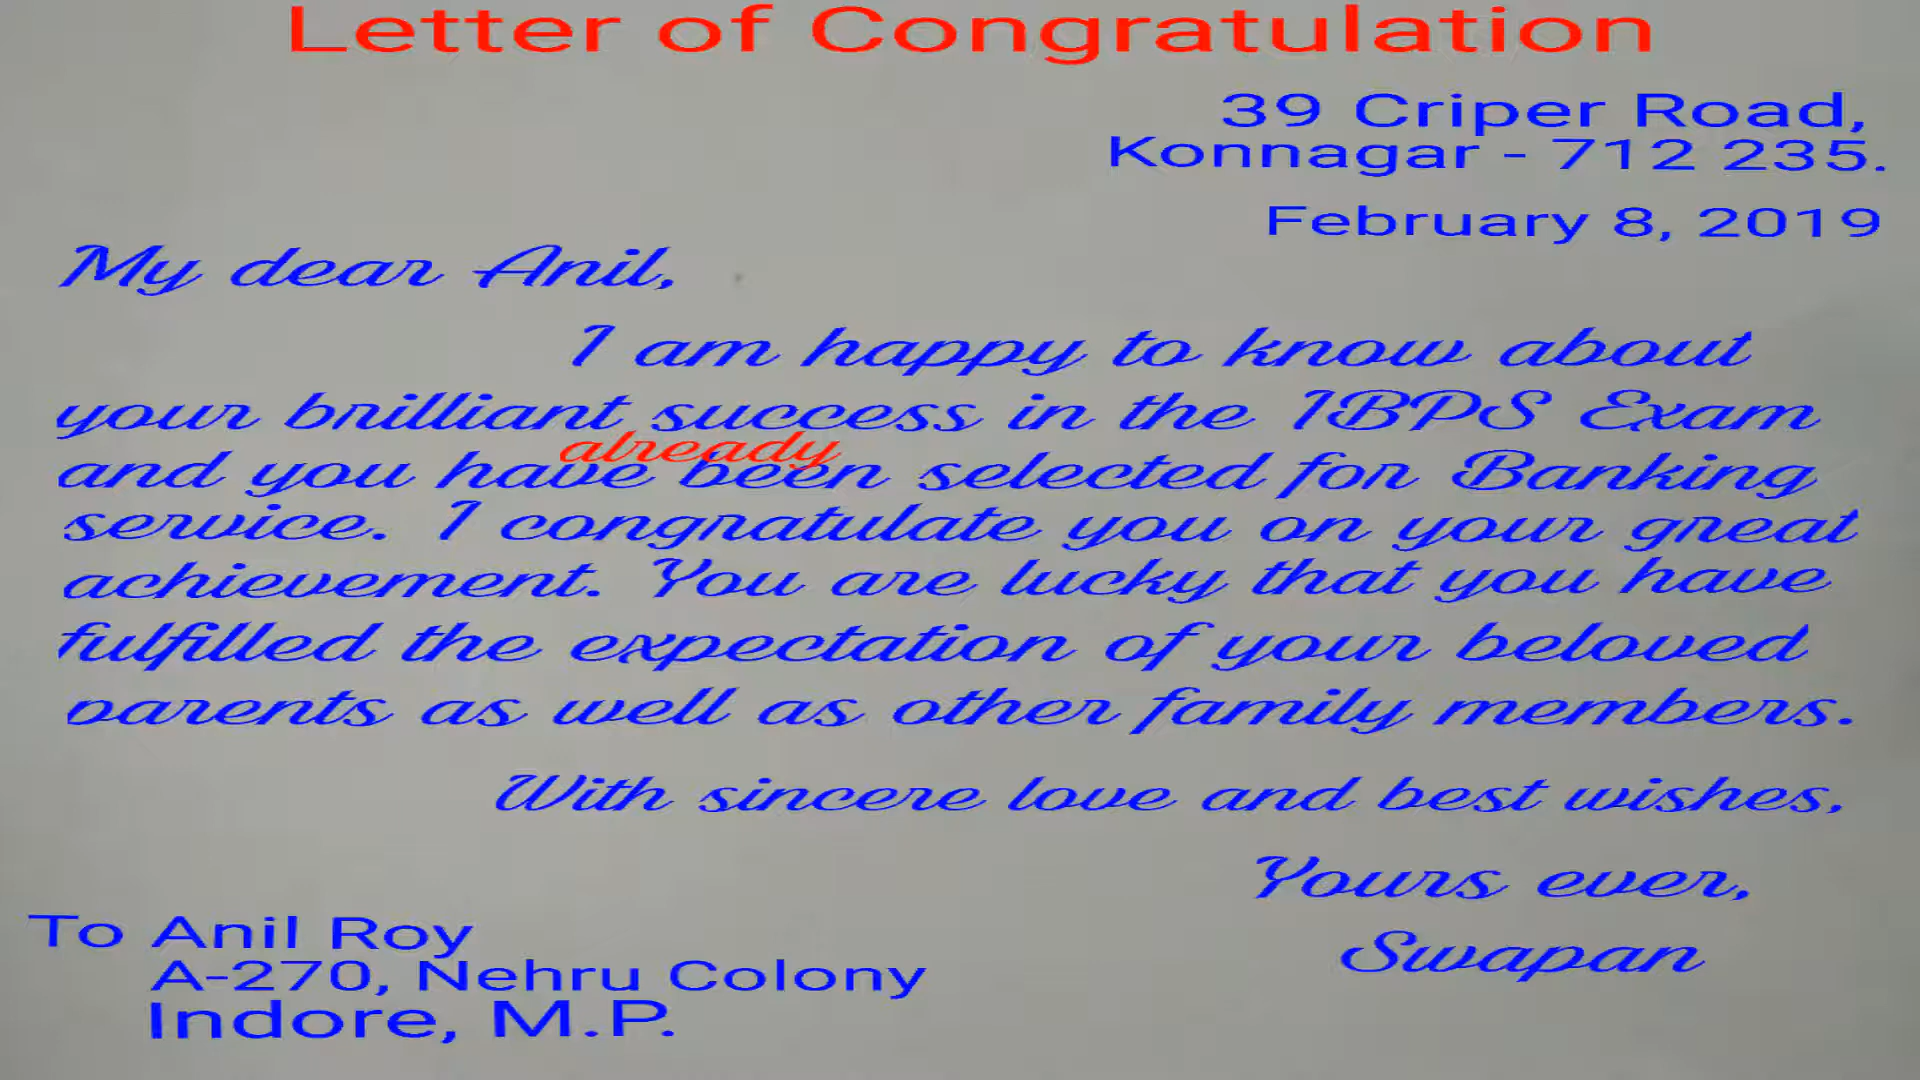 Letter of Congratulation
39 Criper Road,
Konnagar - 712 235.
February 8, 2019
My dear Anil,
I am happy to know about
your brilliant success in the IBPS Exam
already
and you have been selected for Banking
service. I congratulate you on your great
achievement. You are lucky that you have
fulfilled the expectation of your beloved
parents as well as other family members.
With sincere love and best wishes,
Yours ever,
Swapan
To Anil Roy
A-270, Nehru Colony
Indore, M.P.